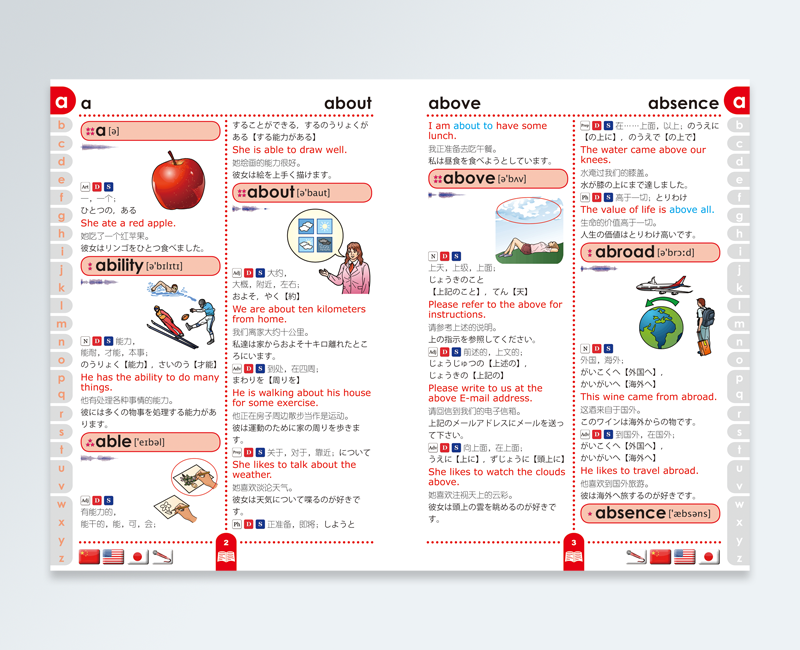 a
a
about
a [ə]
Adj D S
一，一个；
ひとつの，ある
She ate a red apple.
她吃了一个红苹果。
彼女はリンゴをひとつ食べました。
ability [əˈbɪlɪtɪ]
N D S 能力，
能耐，才能，本事；
のうりょく【能力】，さいのう【才能】
He has the ability to do many
things.
他有处理各种事情的能力。
彼には多くの物事を処理する能力があ
ります。
able [ˈeɪbəl]
Adj D S
有能力的，
能干的，能，可，会；
することができる，するのうりょくが
ある【する能力がある】
She is able to draw well.
她绘画的能力很好。
彼女は絵を上手く描けます。
about [əˈbaut]
Adj D S 大约，
大概，附近，左右；
およそ，やく【約】
We are about ten kilometers
from home.
我们离家大约十公里。
私達は家からおよそ十キロ離れたとこ
ろにいます。
Adv D S 到处，在四周；
まわりを【周りを】
He is walking about his house
for some exercise.
他正在房子周边散步当作是运动。
彼は運動のために家の周りを歩きま
す。
Prep D S 关于，对于，靠近；について
She likes to talk about the
weather.
她喜欢谈论天气。
彼女は天気について喋るのが好きで
す。
Ph D S 正准备，即将；しようと
b
c
d
e
f
g
h
i
j
k
l
m
n
o
p
q
r
s
t
u
v
w
x
y
z
2
above
absence
a
I am about to have some
lunch.
我正准备去吃午餐。
私は昼食を食べようとしています。
above [əˈbʌv]
N D S
上天，上级，上面；
じょうきのこと
【上記のこと】，てん【天】
Please refer to the above for
instructions.
请参考上述的说明。
上の指示を参照してください。
Adj D S 前述的，上文的；
じょうじゅつの【上述の】，
じょうきの【上記の】
Please write to us at the
above E-mail address.
请回信到我们的电子信箱。
上記のメールアドレスにメールを送っ
て下さい。
Adv D S 向上面，在上面；
うえに【上に】，ずじょうに【頭上に】
She likes to watch the clouds
above.
她喜欢注视天上的云彩。
彼女は頭上の雲を眺めるのが好きで
す。
Prep D S 在……上面，以上；のうえに
【の上に】，のうえで【の上で】
The water came above our
knees.
水淹过我们的膝盖。
水が膝の上にまで達しました。
Ph D S 高于一切；とりわけ
The value of life is above all.
生命的价值高于一切。
人生の価値はとりわけ高いです。
abroad [əˈbrɔːd]
N D S
外国，海外；
がいこくへ【外国へ】，
かいがいへ【海外へ】
This wine came from abroad.
这酒来自于国外。
このワインは海外からの物です。
Adv D S 到国外，在国外；
がいこくへ【外国へ】，
かいがいへ【海外へ】
He likes to travel abroad.
他喜欢到国外旅游。
彼は海外へ旅するのが好きです。
absence [ˈæbsəns]
b
c
d
e
f
g
h
i
j
k
l
m
n
o
p
q
r
s
t
u
v
w
x
y
z
3